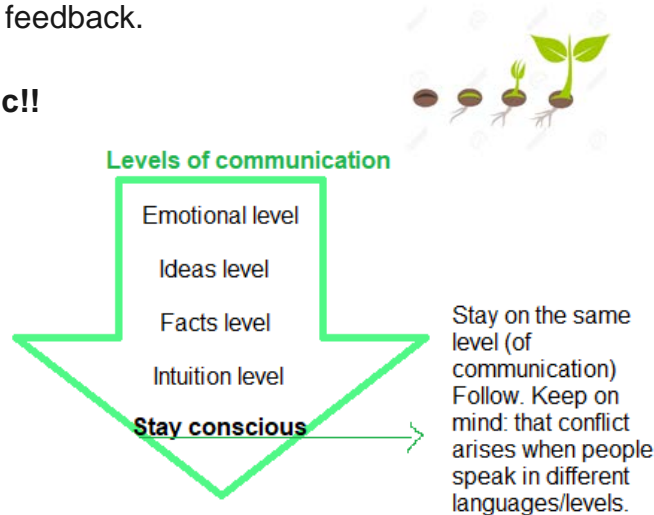 feedback.
c!!
Levels of communication
Emotional level
Ideas level
Facts level
Intuition level
Stay conscious
Stay on the same
level (of
communication)
Follow. Keep on
mind: that conflict
arises when people
speak in different
languages/levels.